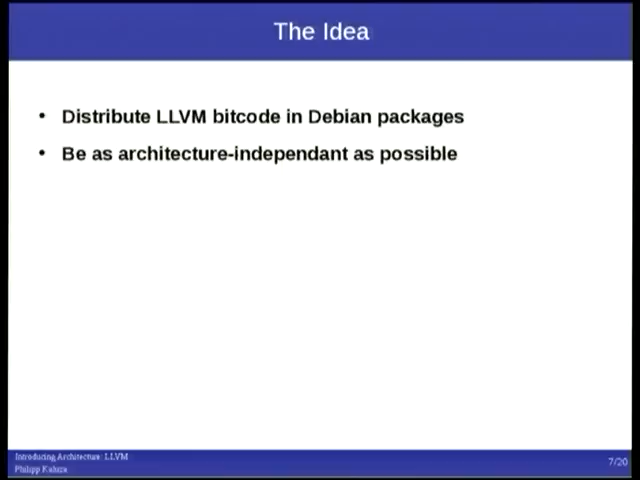 The Idea
• Distribute LLVM bitcode in Debian packages
• Be as architecture-independant as possible
Introducing Architecture: LLVM
Philipp Kaluza
7/20